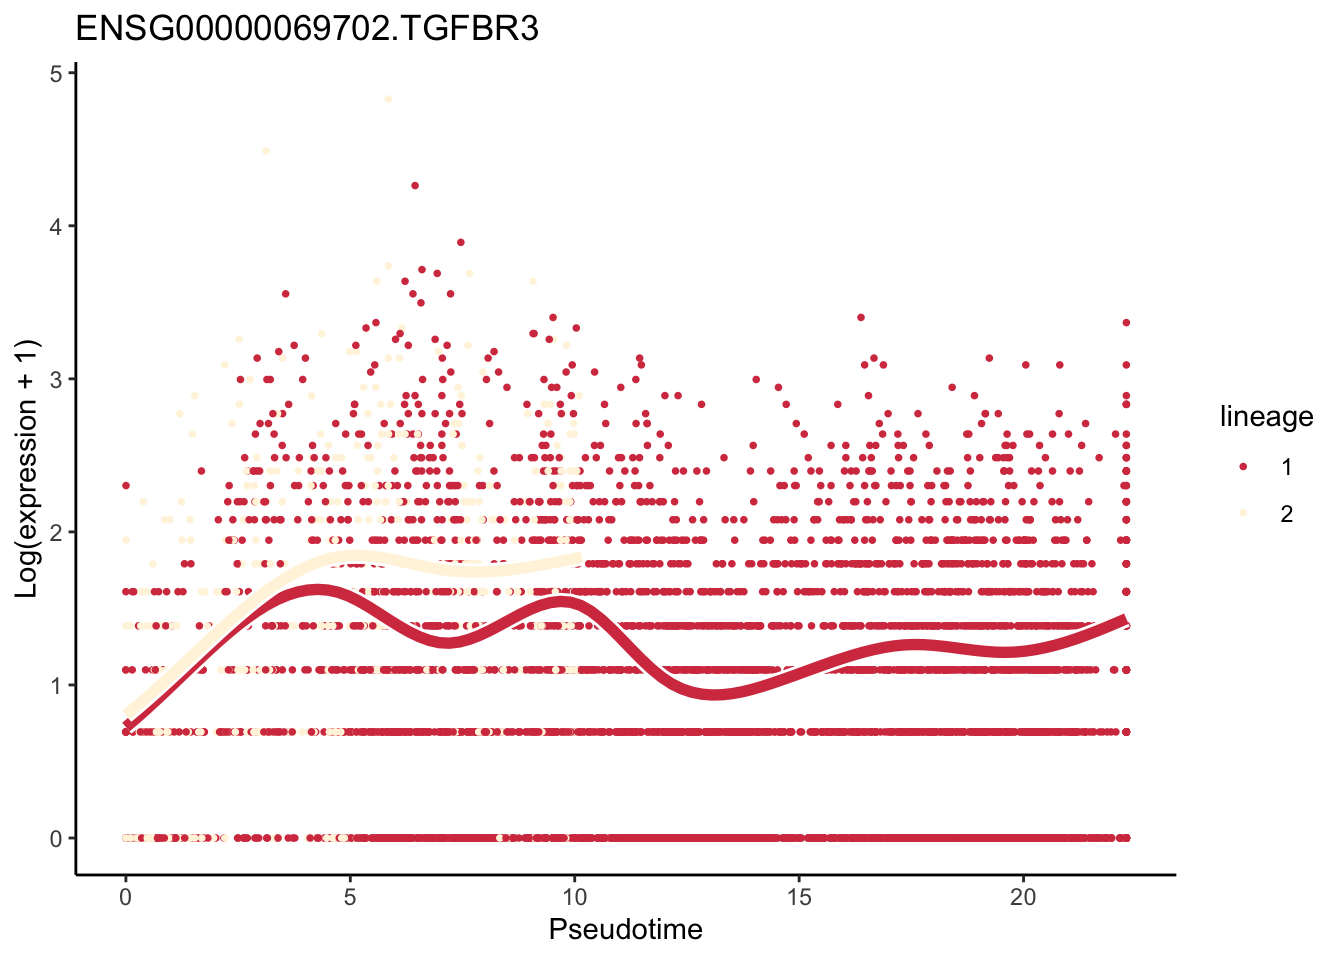 ENSG00000069702.TGFBR3
5
4
3
2
1
0
Log(expression + 1)
0 5 10 15 20
Pseudotime
lineage
1
2